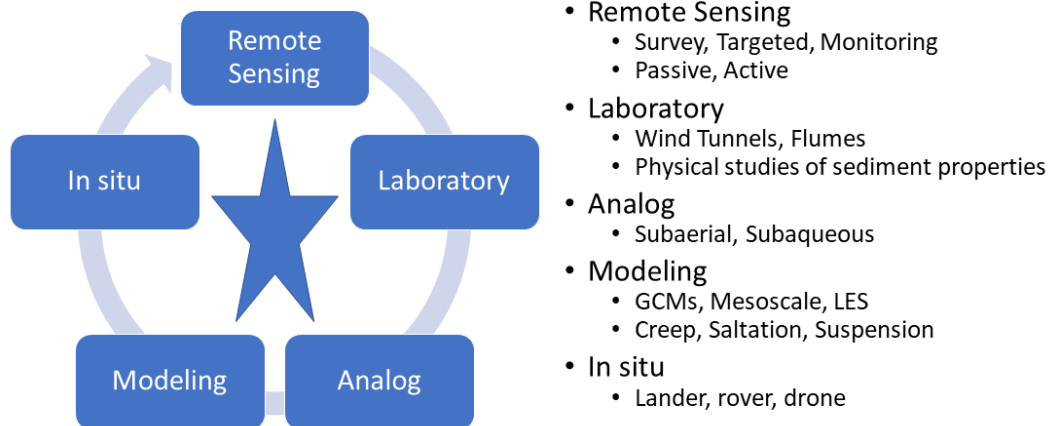 Remote
Sensing
In situ
Laboratory
Modeling
Analog
• Remote Sensing
• Survey, Targeted, Monitoring
• Passive, Active
• Laboratory
• Wind Tunnels, Flumes
• Physical studies of sediment properties
• Analog
• Subaerial, Subaqueous
• Modeling
• GCMs, Mesoscale, LES
• Creep, Saltation, Suspension
• In situ
• Lander, rover, drone